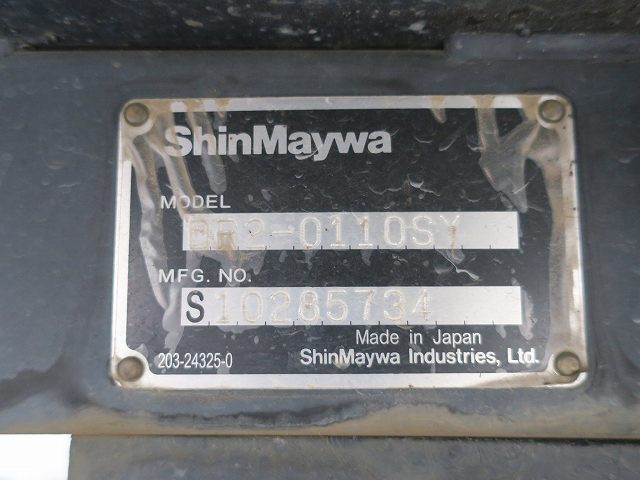 ShinMaywa
MODEL
DR2-0110SY
MFG. NO.
S10285734
Made in Japan
203-24325-0
ShinMaywa Industries, Ltd.